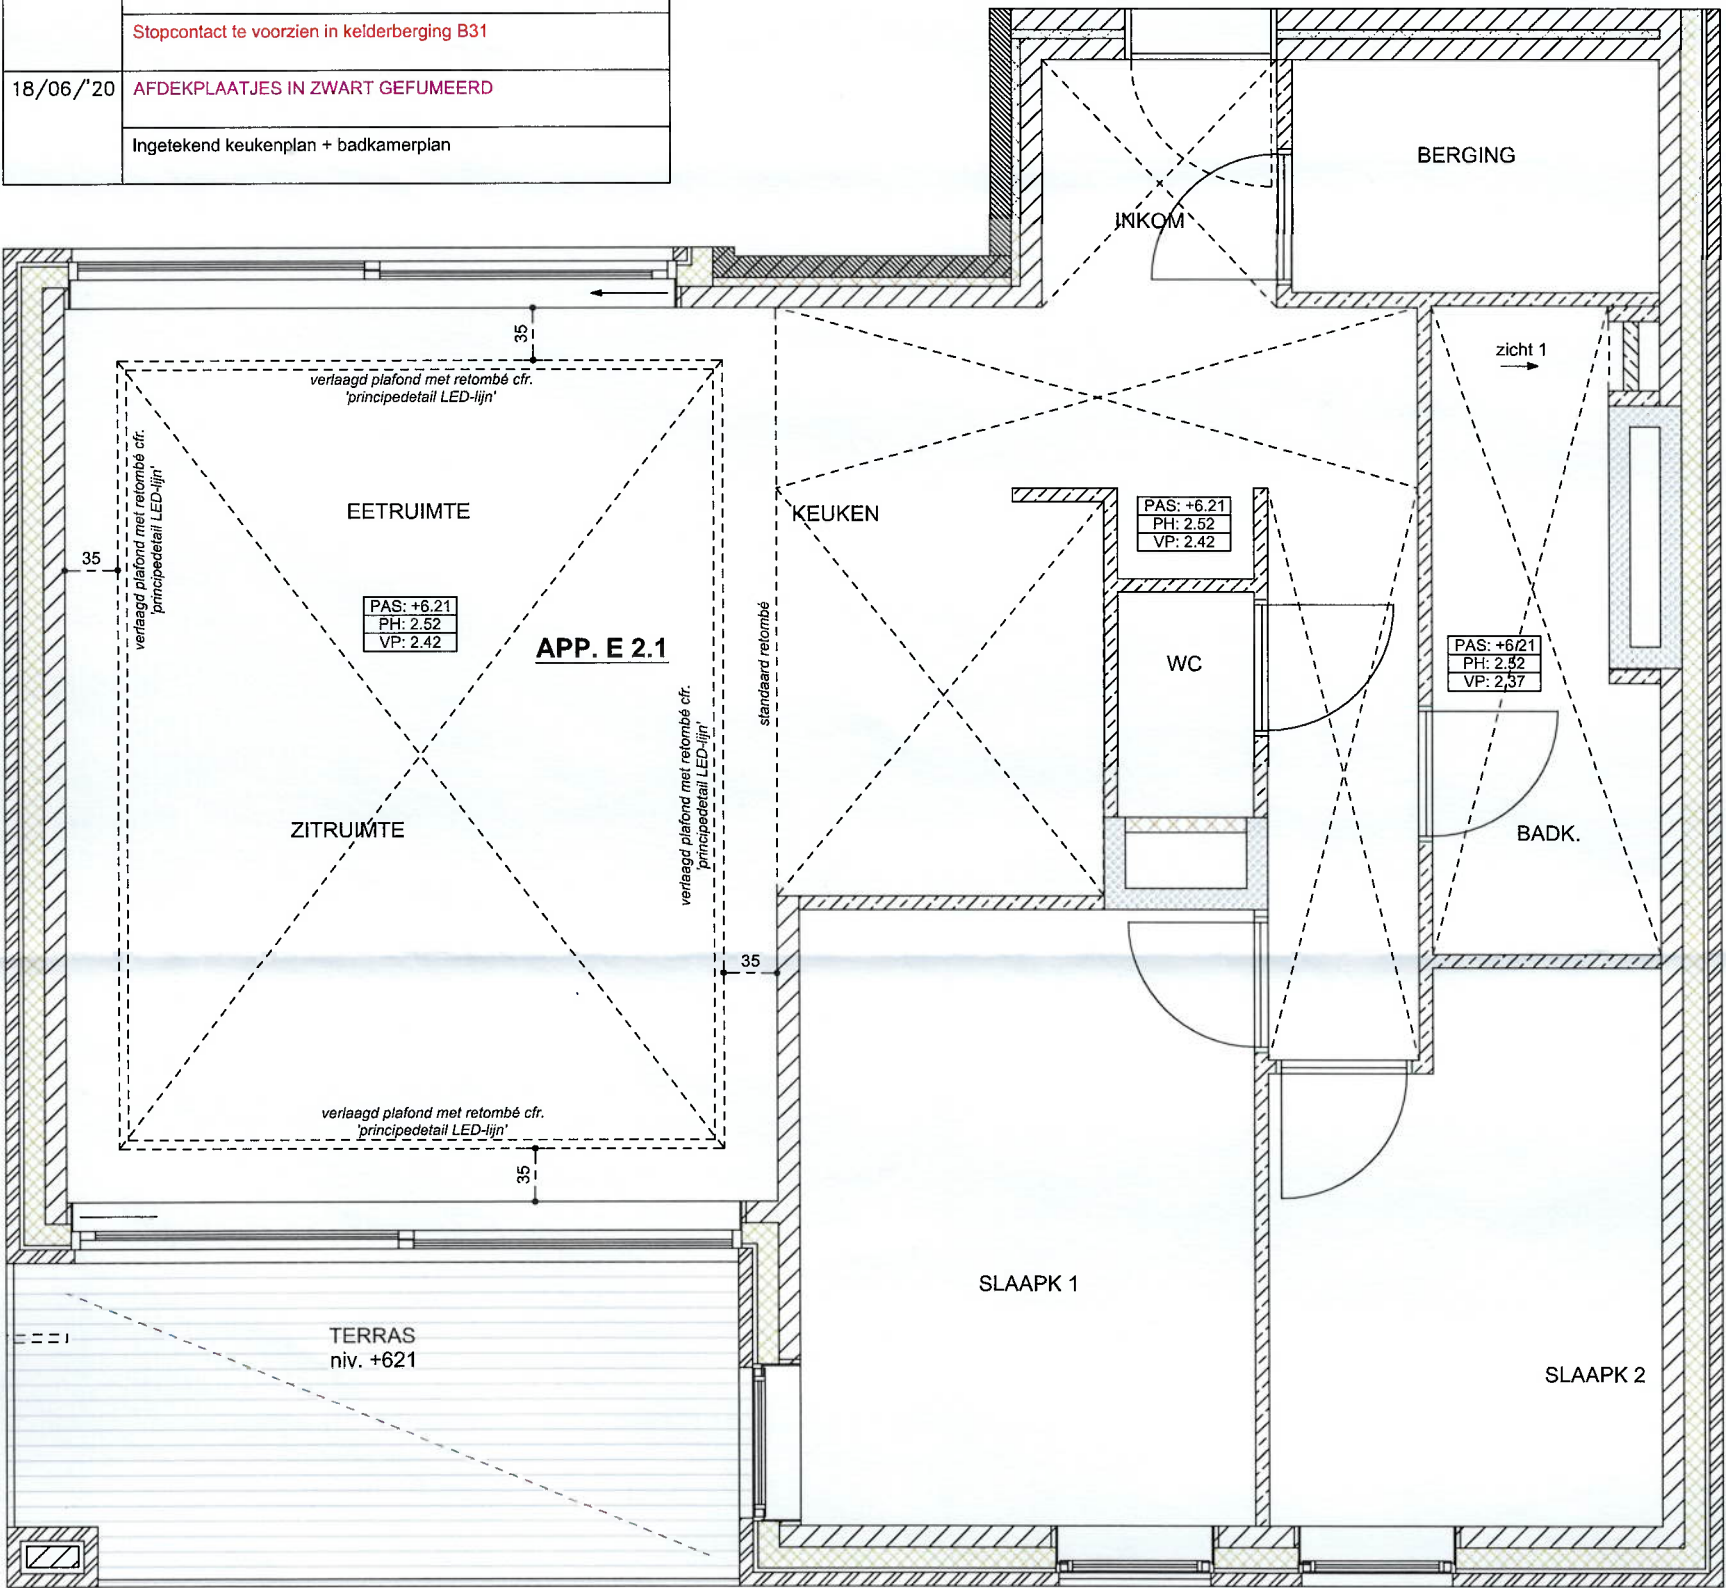 Stopcontact te voorzien in kelderberging B31
18/06/'20
AFDEKPLAATJES IN ZWART GEFUMEERD
Ingetekend keukenplan + badkamerplan
BERGING
INKOM
35
zicht 1
verlaagd plafond met retombé cfr.
'principedetail LED-lijn'
verlaagd plafond met retombé cfr.
'principedetail LED-lijn'
EETRUIMTE
KEUKEN
PAS: +6.21
PH: 2.52
VP: 2.42
35
PAS: +6.21
PH: 2.52
VP: 2.42
APP. E 2.1
standaard retombé
WC
PAS: +6.21
PH: 2.52
VP: 2.37
verlaagd plafond met retombé cfr.
'principedetail LED-lijn'
ZITRUIMTE
BADK.
35
verlaagd plafond met retombé cfr.
'principedetail LED-lijn'
35
SLAAPK 1
TERRAS
niv. +621
SLAAPK 2